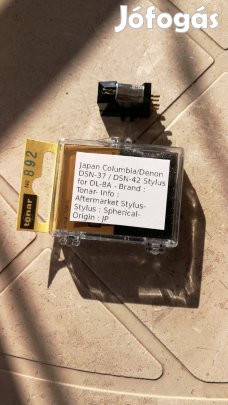 Jófogás
tonar
No 892
Japan Columbia/Denon
DSN-37 / DSN-42 Stylus
for DL-8A - Brand :
Tonar- Info :
Aftermarket Stylus-
Stylus : Spherical-
Origin : JP